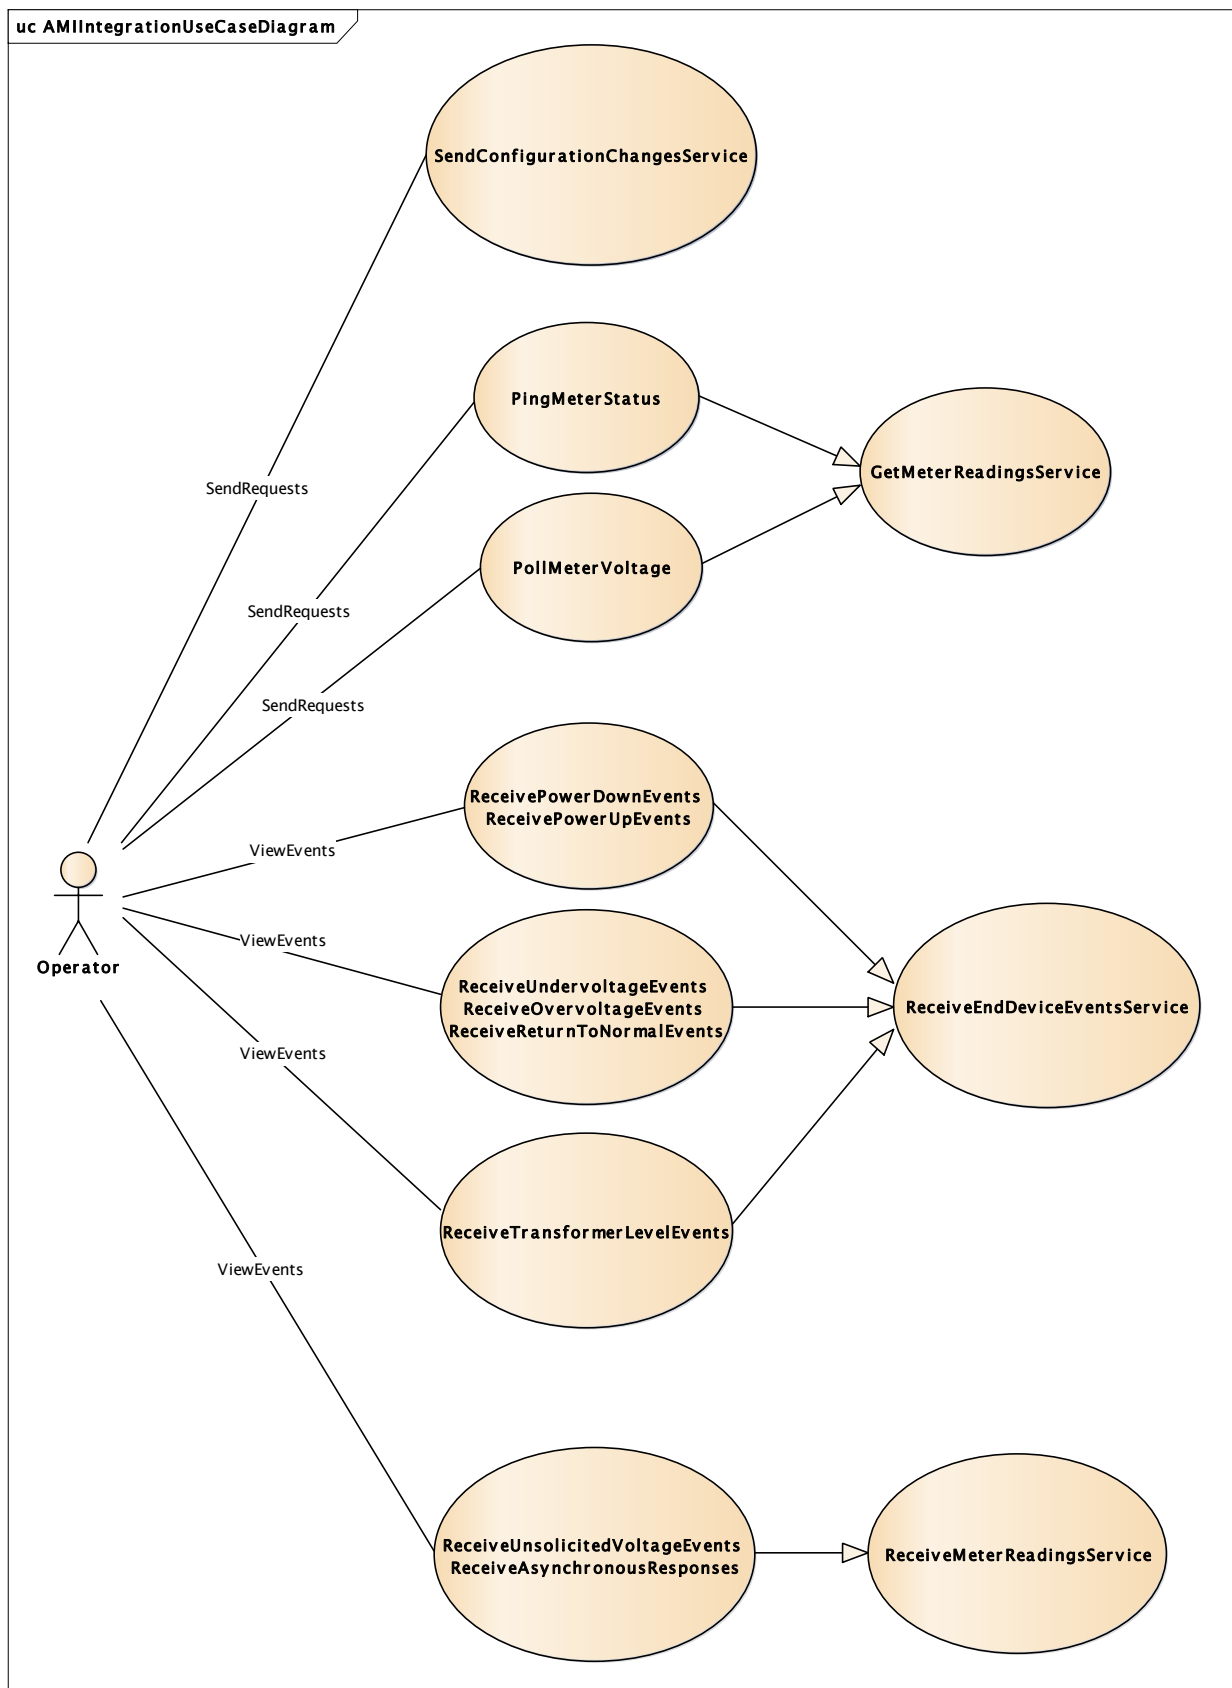 uc AMIIntegrationUseCaseDiagram
SendConfigurationChangesService
PingMeterStatus
GetMeterReadingsService
SendRequests
PollMeterVoltage
SendRequests
SendRequests
ReceivePowerDownEvents
ReceivePowerUpEvents
ViewEvents
ViewEvents
Operator
ReceiveUndervoltageEvents
ReceiveOvervoltageEvents
ReceiveReturnToNormalEvents
ReceiveEndDeviceEventsService
ViewEvents
ReceiveTransformerLevelEvents
ViewEvents
ReceiveUnsolicitedVoltageEvents
ReceiveAsynchronousResponses
ReceiveMeterReadingsService